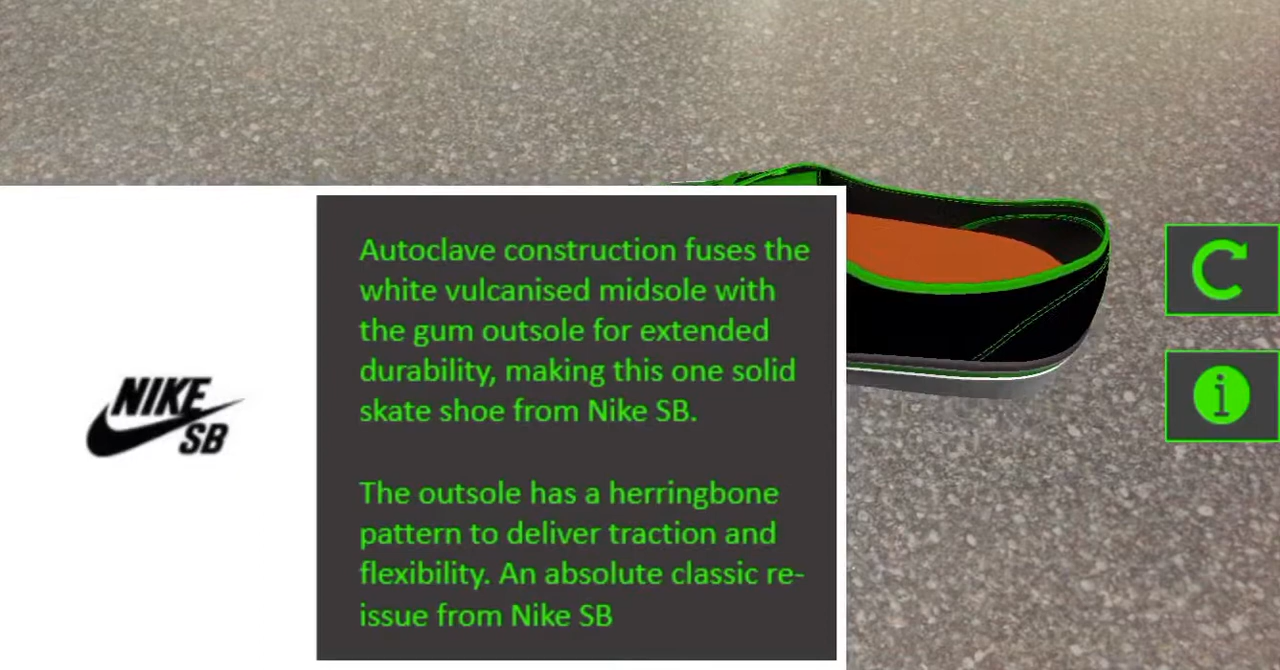 Autoclave construction fuses the
white vulcanised midsole with
the gum outsole for extended
durability, making this one solid
skate shoe from Nike SB.
The outsole has a herringbone
pattern to deliver traction and
flexibility. An absolute classic re-
issue from Nike SB
NIKE
SB
i